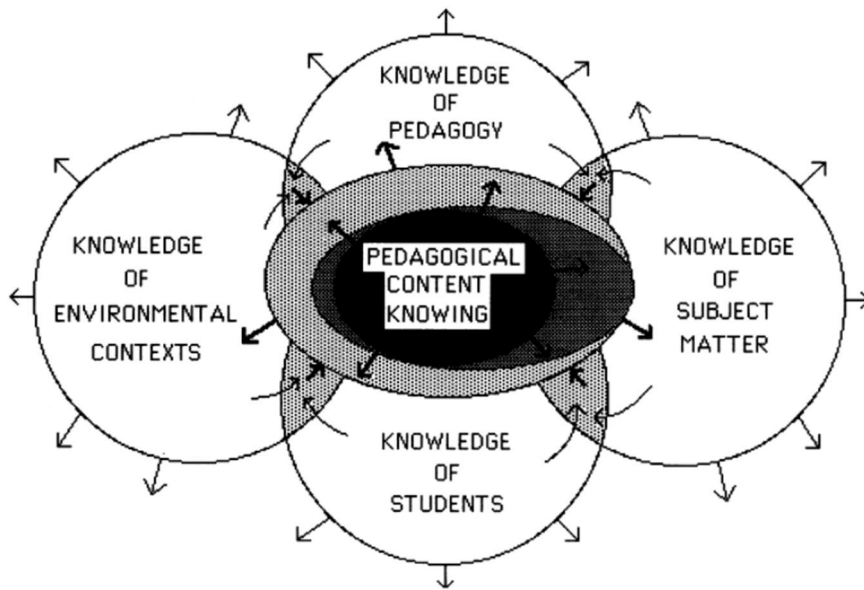 KNOWLEDGE
OF
PEDAGOGY
KNOWLEDGE
OF
ENVIRONMENTAL
CONTEXTS
PEDAGOGICAL
CONTENT
KNOWING
KNOWLEDGE
OF
SUBJECT
MATTER
KNOWLEDGE
OF
STUDENTS